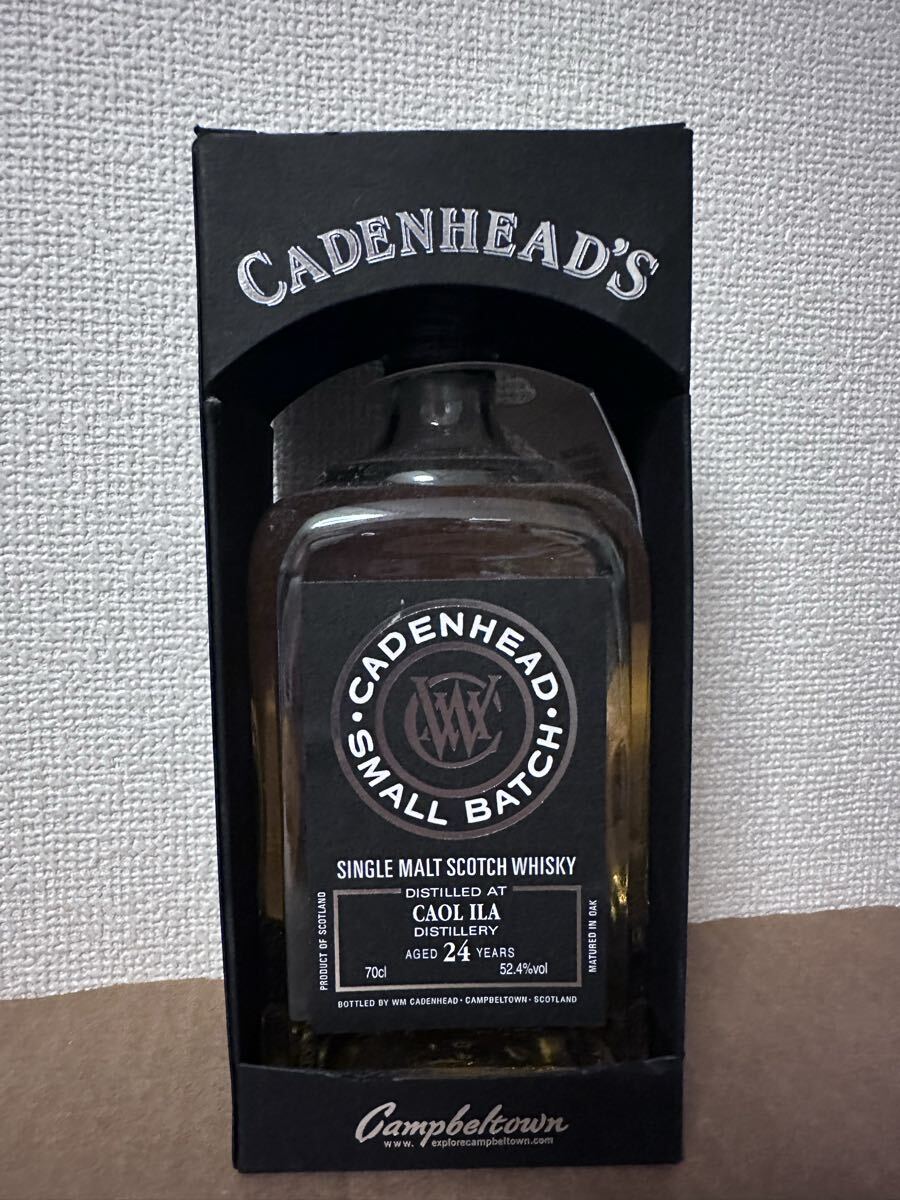 CADENHEAD'S
· CADENHEAD ·
WC
SMALL BATCH
SINGLE MALT SCOTCH WHISKY
DISTILLED AT
CAOL ILA
DISTILLERY
AGED 24 YEARS
70cl 52.4%vol
PRODUCT OF SCOTLAND
MATURED IN OAK
BOTTLED BY WM CADENHEAD · CAMPBELTOWN · SCOTLAND
Campbeltown
www. explorecampbeltown.com